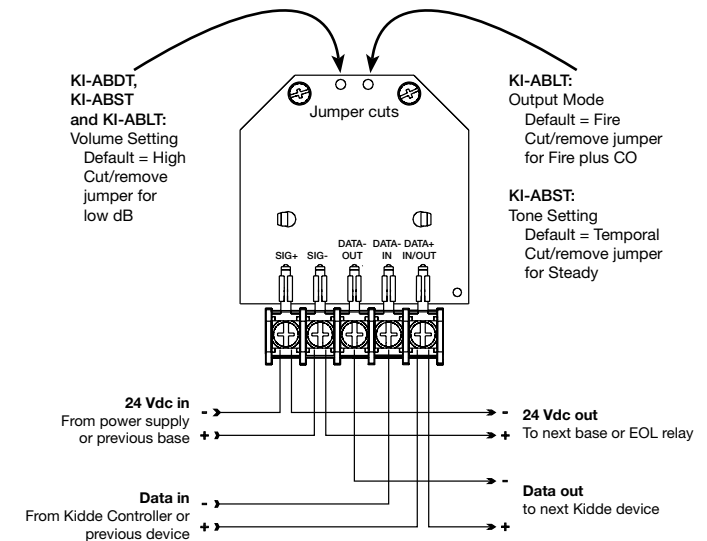 KI-ABDT,
KI-ABST
and KI-ABLT:
Volume Setting
Default = High
Cut/remove
jumper for
low dB
Jumper cuts
KI-ABLT:
Output Mode
Default = Fire
Cut/remove jumper
for Fire plus CO
KI-ABST:
Tone Setting
Default = Temporal
Cut/remove jumper
for Steady
SIG+
SIG-
DATA-
OUT
DATA-
IN
DATA+
IN/OUT
24 Vdc in
From power supply
or previous base
-
+
-
+
24 Vdc out
To next base or EOL relay
Data in
From Kidde Controller or
previous device
-
+
-
+
Data out
to next Kidde device